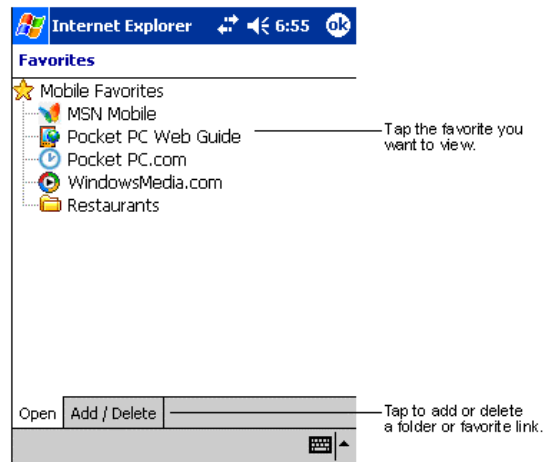 Internet Explorer 6:55 ok
Favorites
Mobile Favorites
MSN Mobile
Pocket PC Web Guide
Tap the favorite you
want to view.
Pocket PC.com
WindowsMedia.com
Restaurants
Open Add / Delete
Tap to add or delete
a folder or favorite link.